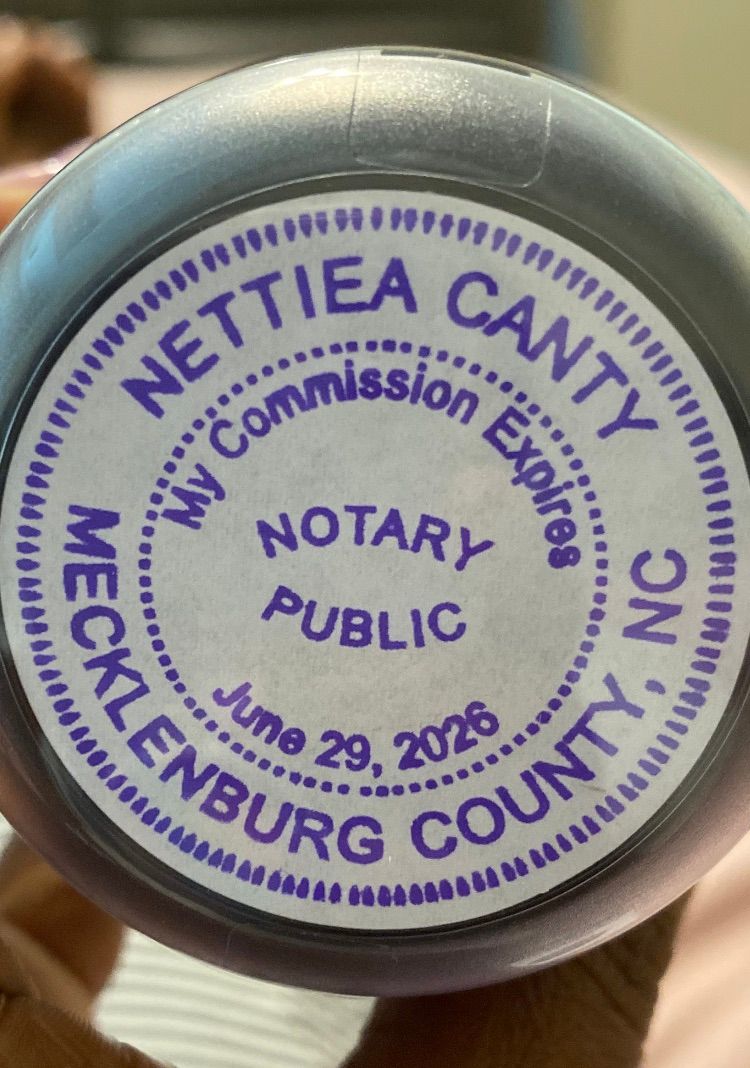 NETTIEA CANTY
My Commission Expires
NOTARY
PUBLIC
June 29, 2026
MECKLENBURG COUNTY, NC